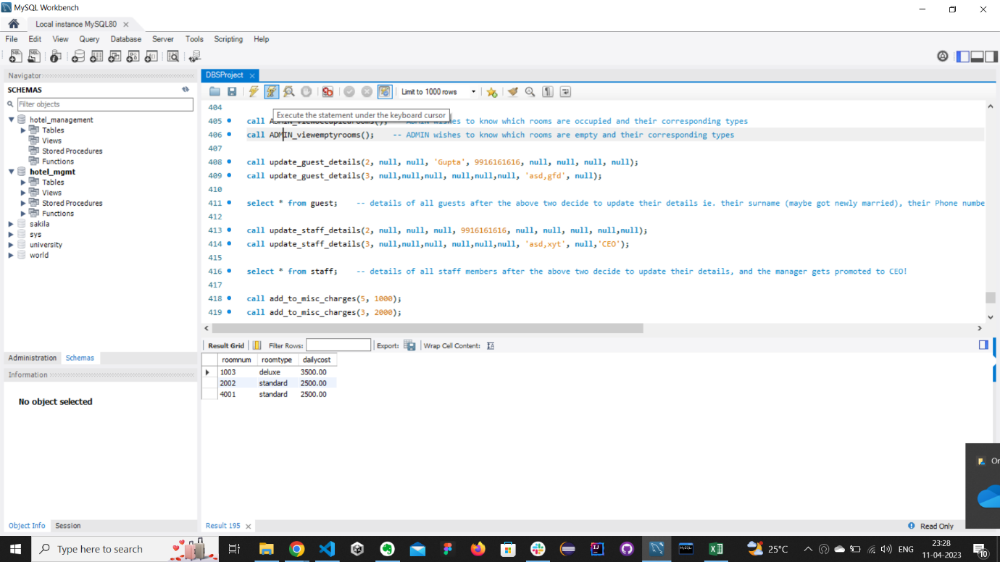 MySQL Workbench
Local instance MySQL80
File Edit View Query Database Server Tools Scripting Help
Navigator
SCHEMAS
Filter objects
hotel_management
Tables
Views
Stored Procedures
Functions
hotel_mgmt
Tables
Views
Stored Procedures
Functions
sakila
sys
university
world
Administration Schemas
Information
No object selected
Object Info Session
DBSProject
Limit to 1000 rows
Execute the statement under the keyboard cursor
404
405 call ADMIN_viewoccupiedrooms(); -- ADMIN wishes to know which rooms are occupied and their corresponding types
406 call ADMIN_viewemptyrooms(); -- ADMIN wishes to know which rooms are empty and their corresponding types
407
408 call update_guest_details(2, null, null, 'Gupta', 9916161616, null, null, null, null);
409 call update_guest_details(3, null,null,null, null,null,null, 'asd,gfd', null);
410
411 select * from guest; -- details of all guests after the above two decide to update their details ie. their surname (maybe got newly married), their Phone numbe
412
413 call update_staff_details(2, null, null, null, 9916161616, null, null, null, null,null);
414 call update_staff_details(3, null,null,null, null,null,null, 'asd,xyt', null,'CEO');
415
416 select * from staff; -- details of all staff members after the above two decide to update their details, and the manager gets promoted to CEO!
417
418 call add_to_misc_charges(5, 1000);
419 call add_to_misc_charges(3, 2000);
Result Grid Filter Rows: Export: Wrap Cell Content:
roomnum roomtype dailycost
1003 deluxe 3500.00
2002 standard 2500.00
4001 standard 2500.00
Result 195
Read Only
On
Type here to search
25°C
ENG
23:28
11-04-2023
10